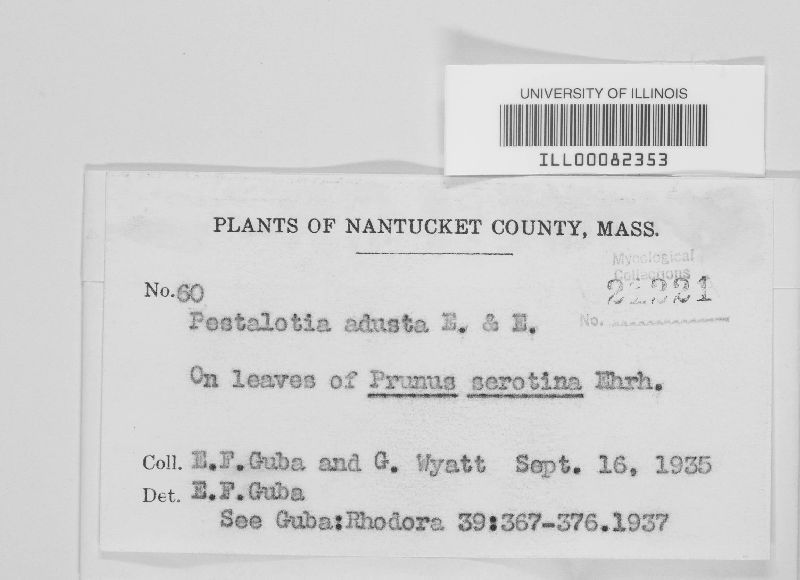 UNIVERSITY OF ILLINOIS
ILL00082353
PLANTS OF NANTUCKET COUNTY, MASS.
Mycological
Collections
No. 60
No.
Pestalotia adusta E. & E.
On leaves of Prunus serotina Ehrh.
Coll. E.F.Guba and G. Wyatt Sept. 16, 1935
Det. E.F.Guba
See Guba:Rhodora 39:367-376.1937